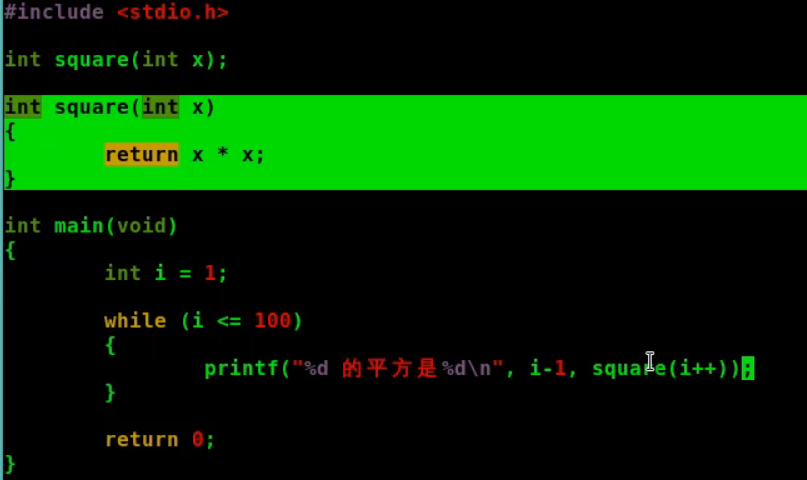 #include <stdio.h>
int square(int x);
int square(int x)
{
return x * x;
}
int main(void)
{
int i = 1;
while (i <= 100)
{
printf("%d 的平方是%d\n", i-1, square(i++));
}
return 0;
}